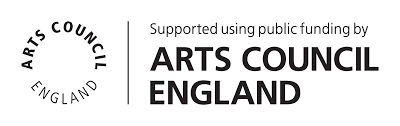 ARTS COUNCIL
ENGLAND
Supported using public funding by
ARTS COUNCIL
ENGLAND